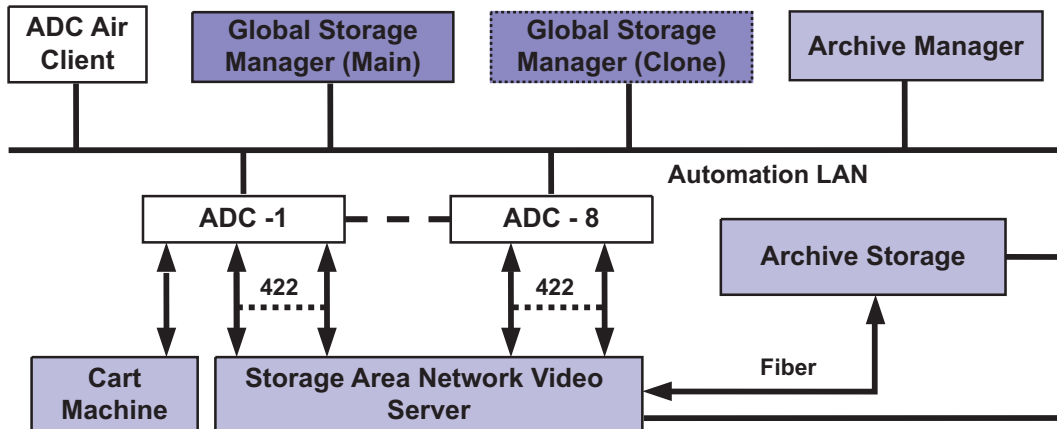 ADC Air
Client
Global Storage
Manager (Main)
Global Storage
Manager (Clone)
Archive Manager
Automation LAN
ADC -1
ADC - 8
Archive Storage
422
422
Cart
Machine
Storage Area Network Video
Server
Fiber